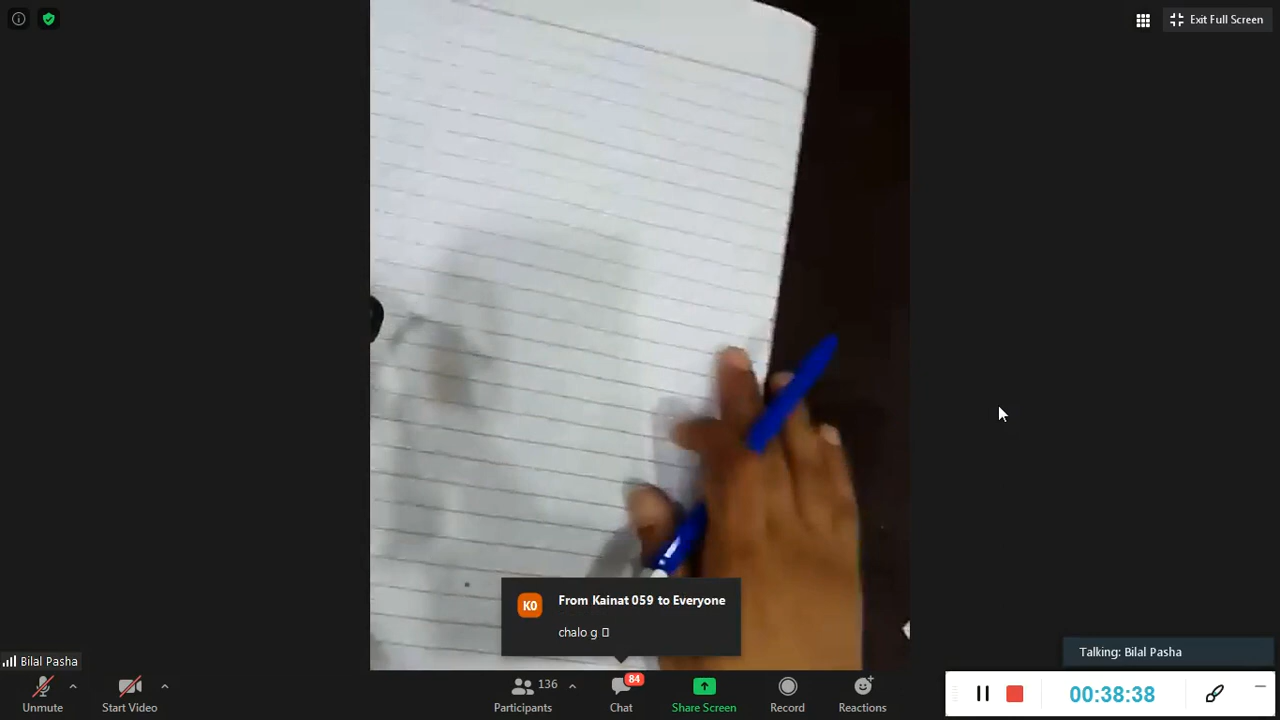 Exit Full Screen
From Kainat 059 to Everyone
KO
chalo g
Talking: Bilal Pasha
Bilal Pasha
136
84
Unmute
Start Video
Participants
Chat
Share Screen
Record
Reactions
00:38:38